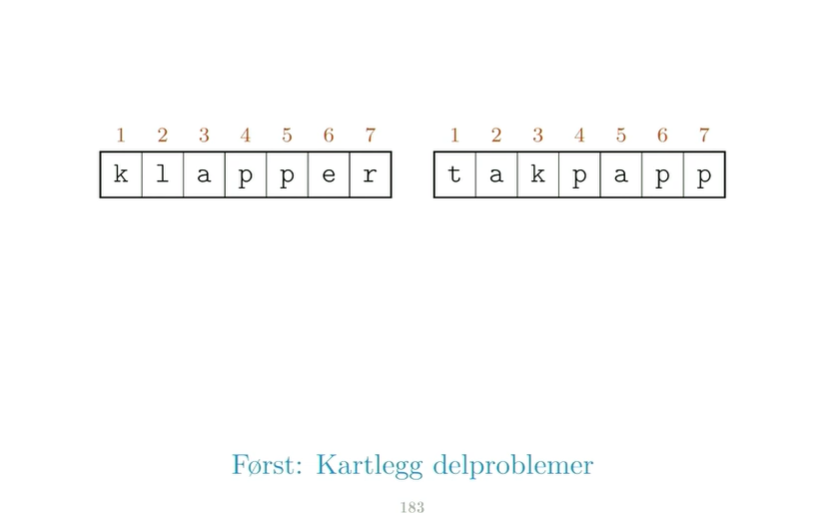 1 2 3 4 5 6 7 1 2 3 4 5 6 7
k l a p p e r t a k p a p p
Først: Kartlegg delproblemer
183